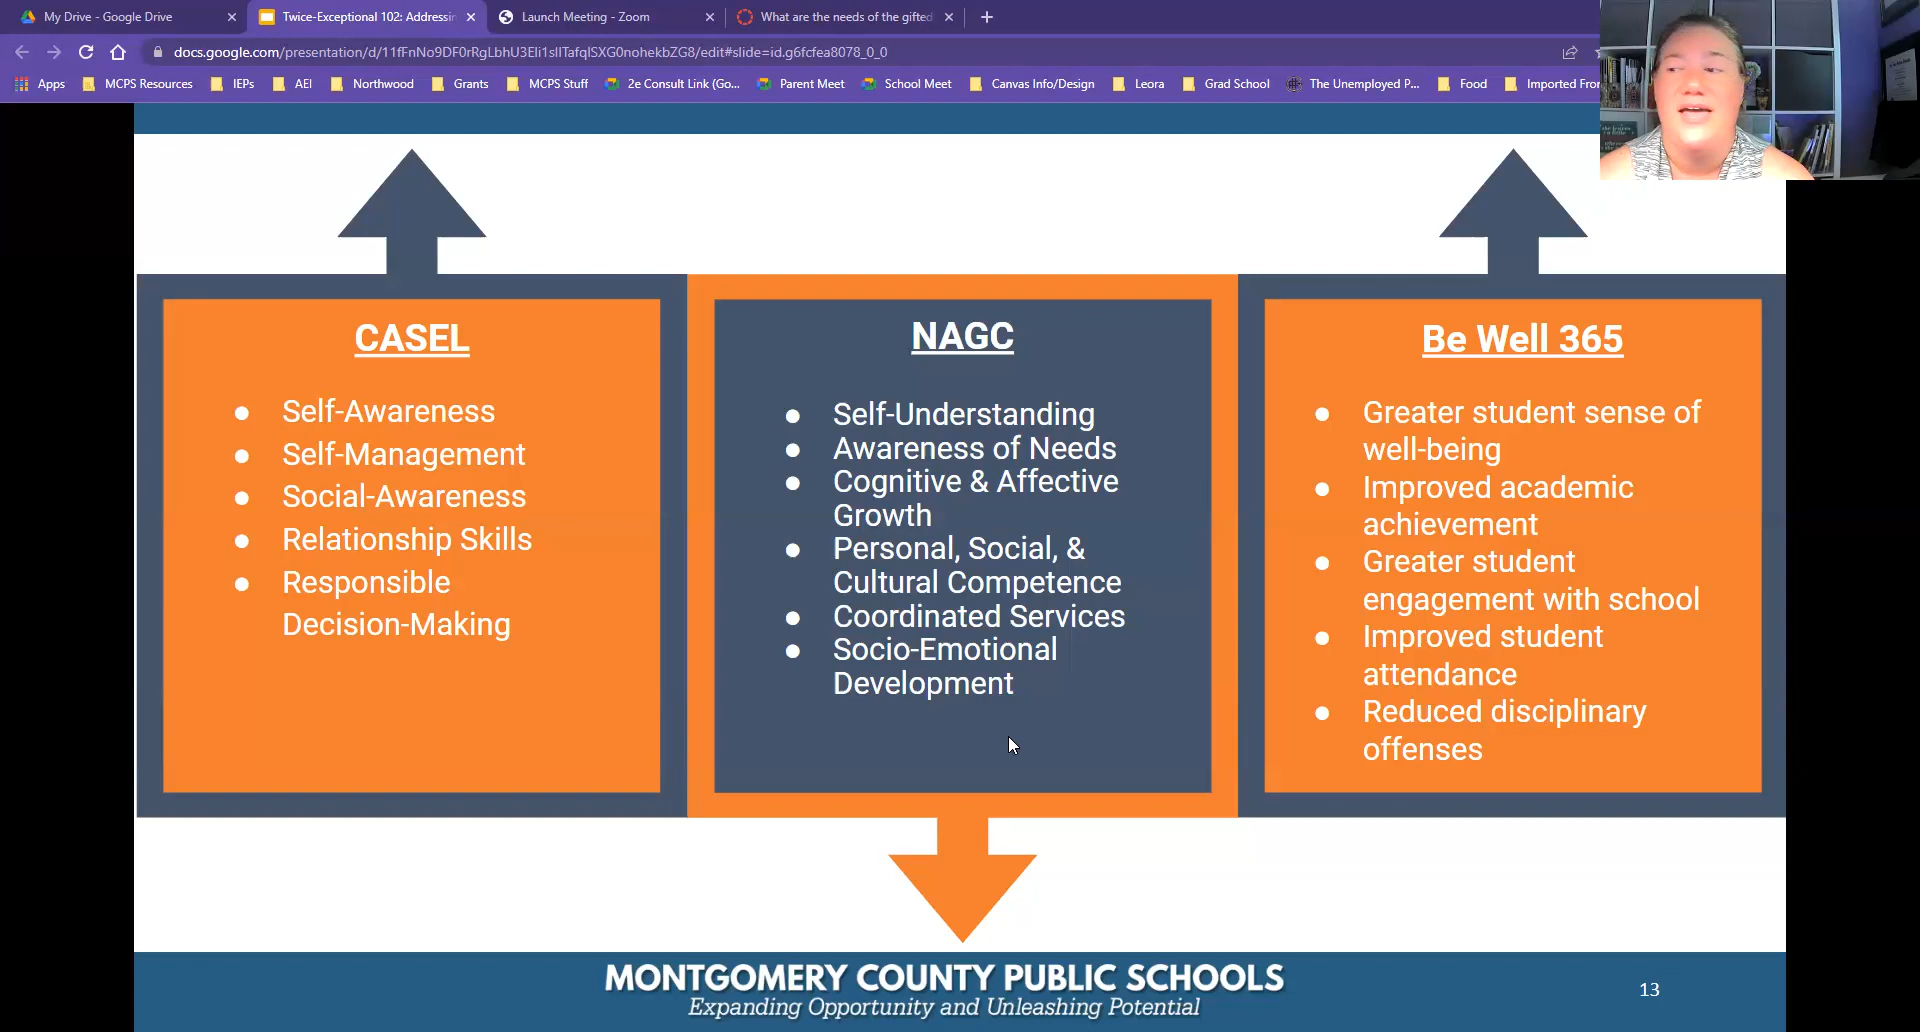 My Drive - Google Drive
Twice-Exceptional 102: Addressin
Launch Meeting - Zoom
What are the needs of the gifted
docs.google.com/presentation/d/11fFnNo9DF0rRgLbhU3Eli1sllTafqlSXG0nohekbZG8/edit#slide=id.g6fcfea8078_0_0
Apps
MCPS Resources
IEPs
AEI
Northwood
Grants
MCPS Stuff
2e Consult Link (Go...
Parent Meet
School Meet
Canvas Info/Design
Leora
Grad School
The Unemployed P...
Food
Imported Fro
CASEL
● Self-Awareness
● Self-Management
● Social-Awareness
● Relationship Skills
● Responsible
Decision-Making
NAGC
● Self-Understanding
● Awareness of Needs
● Cognitive & Affective
Growth
● Personal, Social, &
Cultural Competence
● Coordinated Services
● Socio-Emotional
Development
Be Well 365
● Greater student sense of
well-being
● Improved academic
achievement
● Greater student
engagement with school
● Improved student
attendance
● Reduced disciplinary
offenses
MONTGOMERY COUNTY PUBLIC SCHOOLS
Expanding Opportunity and Unleashing Potential
13